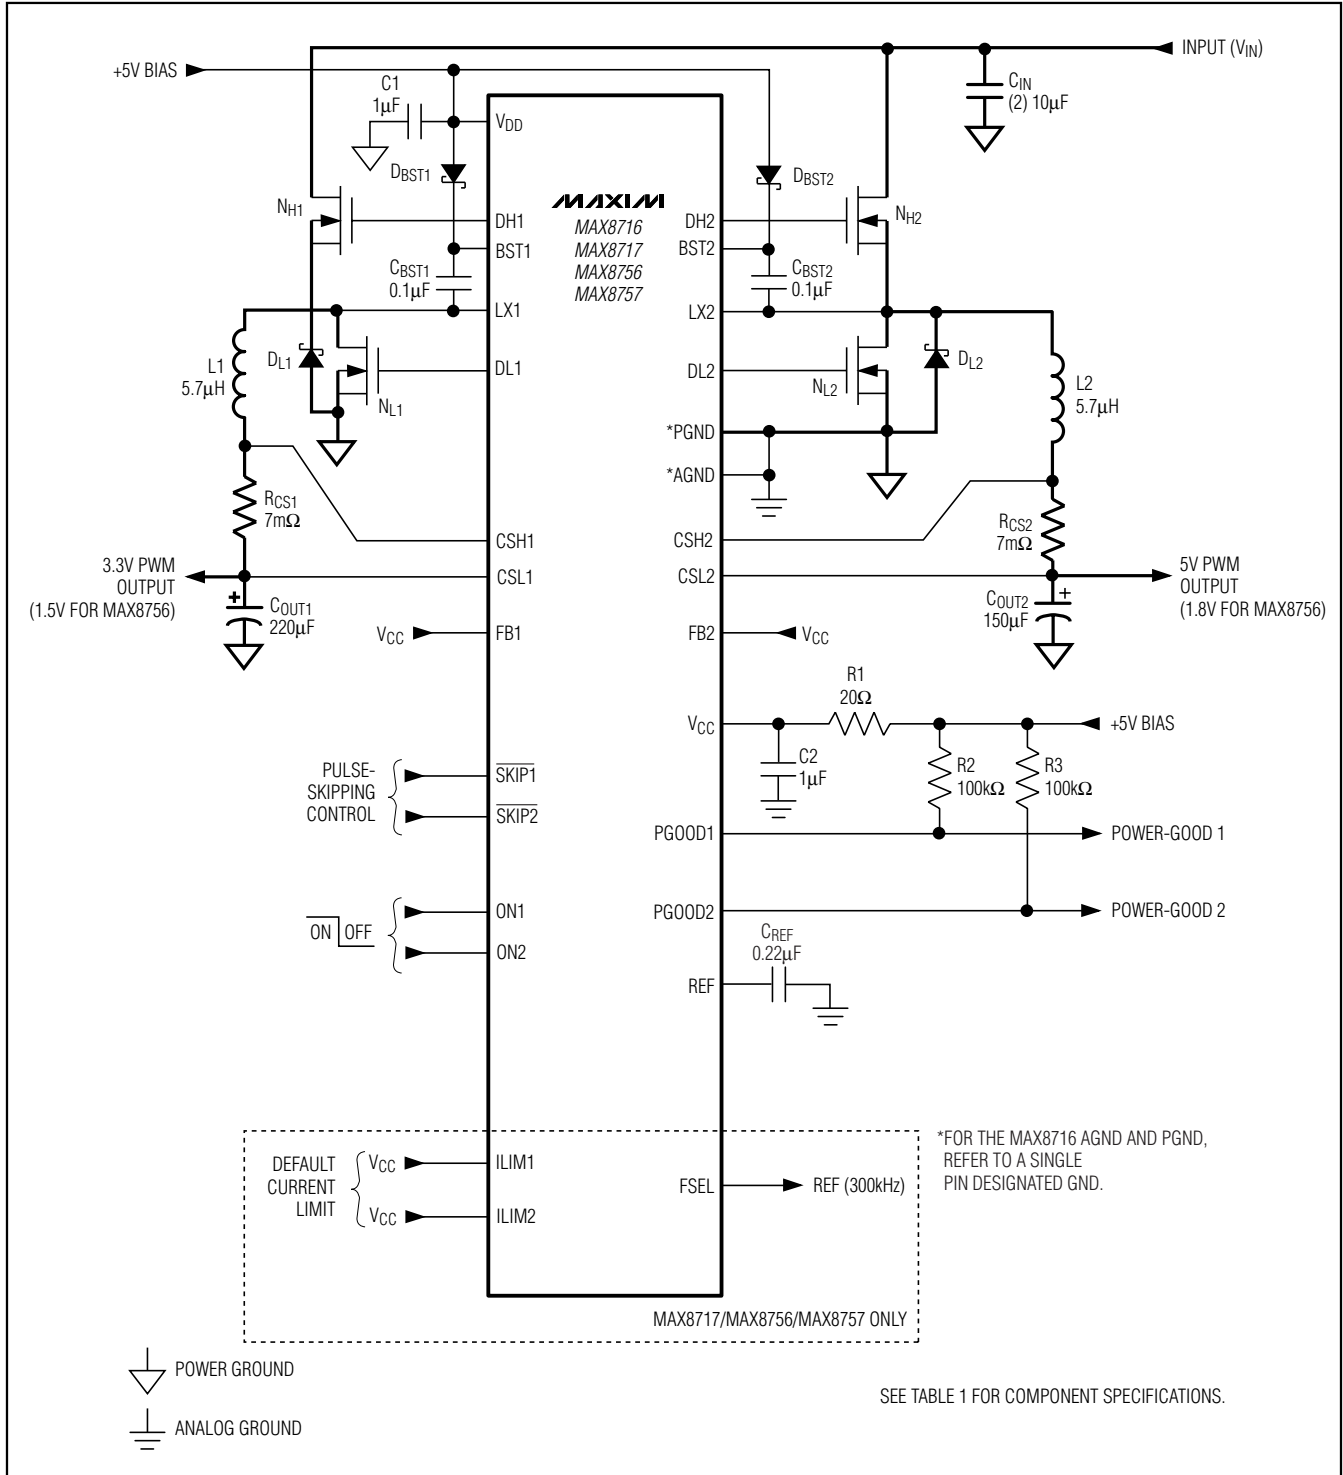 INPUT (VIN)
+5V BIAS
C1
1μF
CIN
(2) 10μF
VDD
DBST1
DBST2
MAXIM
NH1
DH1
MAX8716
DH2
NH2
MAX8717
BST1
BST2
MAX8756
CBST1
0.1μF
MAX8757
CBST2
0.1μF
LX1
LX2
L1
5.7μH
DL1
DL1
DL2
DL2
NL1
NL2
L2
5.7μH
*PGND
*AGND
RCS1
7mΩ
CSH1
CSH2
RCS2
7mΩ
3.3V PWM
OUTPUT
(1.5V FOR MAX8756)
CSL1
CSL2
5V PWM
OUTPUT
(1.8V FOR MAX8756)
+
COUT1
220μF
COUT2
150μF
+
VCC
FB1
FB2
VCC
R1
20Ω
VCC
+5V BIAS
C2
1μF
R2
100kΩ
R3
100kΩ
PULSE-
SKIPPING
CONTROL
SKIP1
SKIP2
PGOOD1
POWER-GOOD 1
ON OFF
ON1
ON2
PGOOD2
POWER-GOOD 2
CREF
0.22μF
REF
DEFAULT
CURRENT
LIMIT
VCC
ILIM1
VCC
ILIM2
FSEL
REF (300kHz)
*FOR THE MAX8716 AGND AND PGND,
REFER TO A SINGLE
PIN DESIGNATED GND.
MAX8717/MAX8756/MAX8757 ONLY
POWER GROUND
ANALOG GROUND
SEE TABLE 1 FOR COMPONENT SPECIFICATIONS.